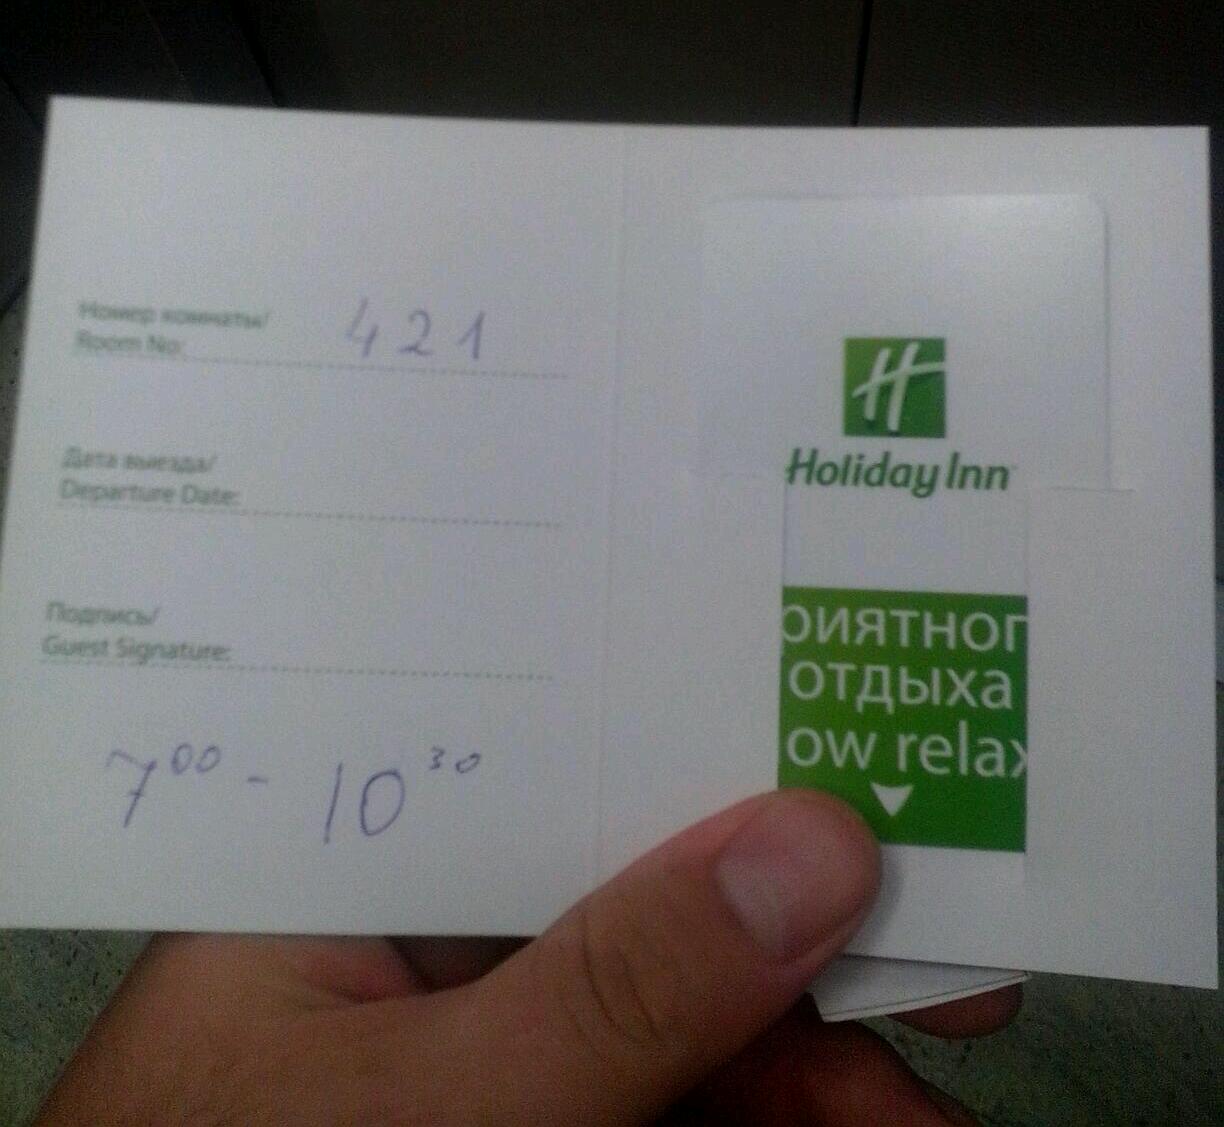 Номер комнаты/
Room No: 421
Дата выезда/
Departure Date:
Подпись/
Guest Signature:
7⁰⁰ - 10³⁰
H
Holiday Inn
риятног
отдыха
ow relax